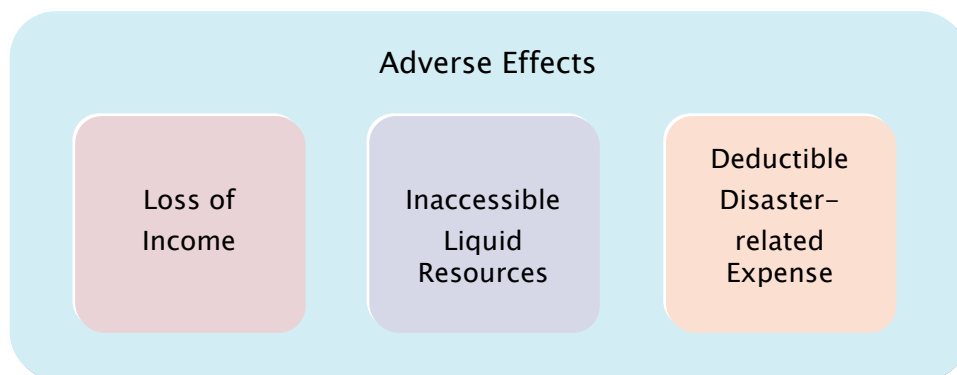 Adverse Effects
Loss of
Income
Inaccessible
Liquid
Resources
Deductible
Disaster-
related
Expense